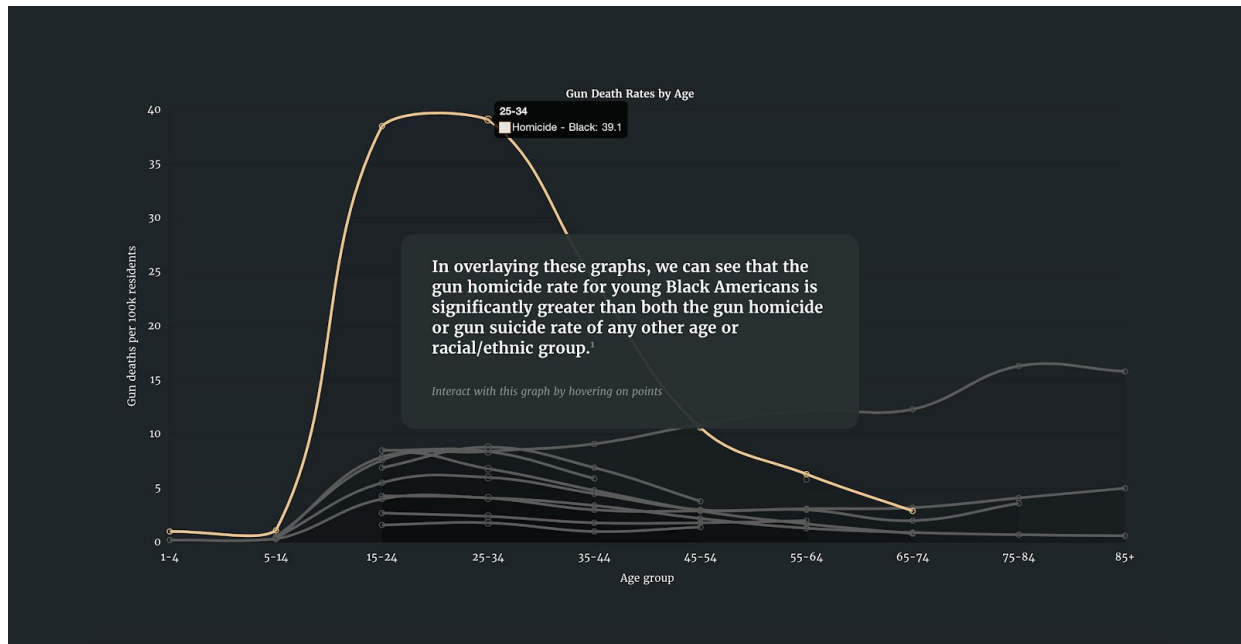 Gun Death Rates by Age
25-34
Homicide - Black: 39.1
40
35
30
25
20
15
10
5
0
Gun deaths per 100k residents
In overlaying these graphs, we can see that the
gun homicide rate for young Black Americans is
significantly greater than both the gun homicide
or gun suicide rate of any other age or
racial/ethnic group.¹
Interact with this graph by hovering on points
1-4 5-14 15-24 25-34 35-44 45-54 55-64 65-74 75-84 85+
Age group